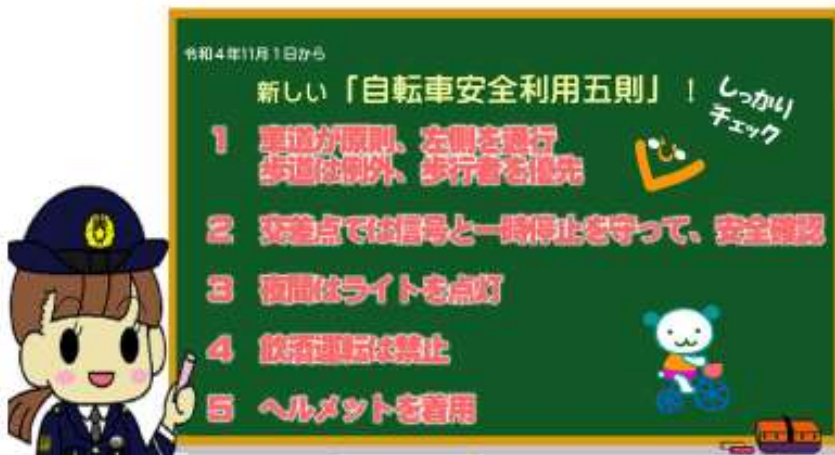 令和4年11月1日から
新しい「自転車安全利用五則」！
しっかり
チェック
1 車道が原則、左側を通行
歩道は例外、歩行者を優先
2 交差点では信号と一時停止を守って、安全確認
3 夜間はライトを点灯
4 飲酒運転は禁止
5 ヘルメットを着用